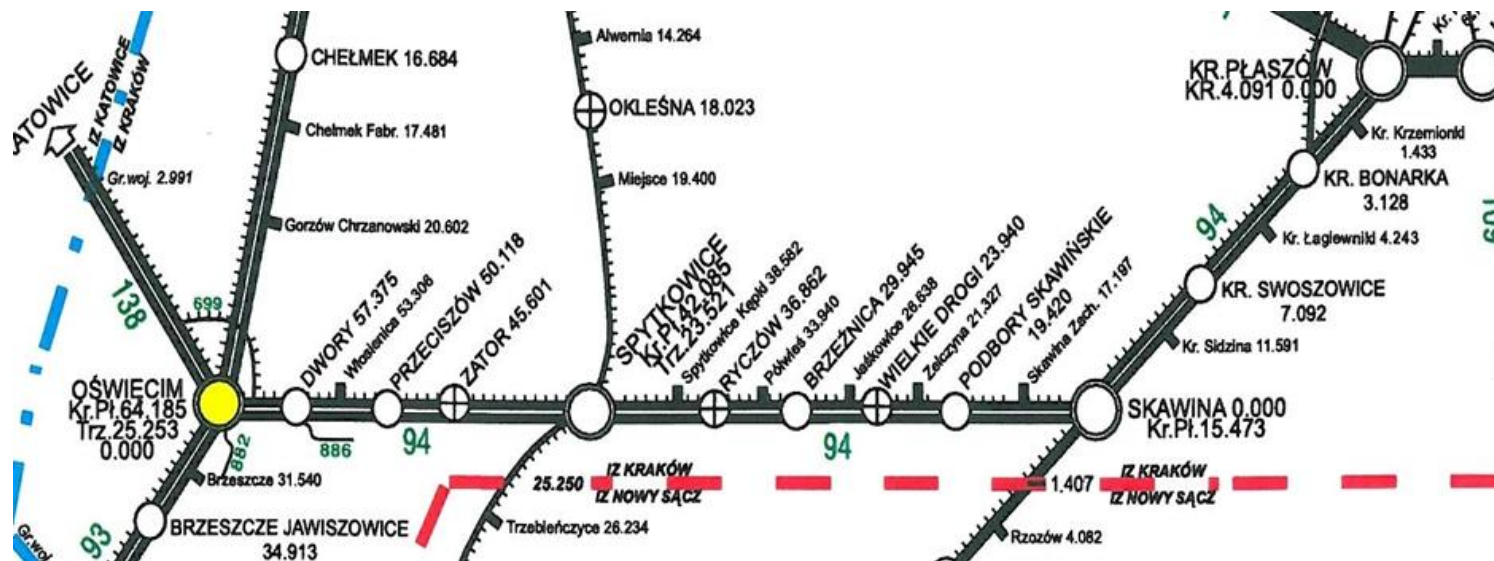 Alwernia 14.264
CHEŁMEK 16.684
IZ KATOWICE
IZ KRAKÓW
KR.PŁASZÓW
KR.4.091 0.000
OKLEŚNA 18.023
Chełmek Fabr. 17.481
Kr. Krzemionki
1.433
Gr.woj. 2.991
Miejsce 19.400
KR. BONARKA
3.128
Gorzów Chrzanowski 20.602
94
Kr. Łagiewniki 4.243
109
138
699
KR. SWOSZOWICE
7.092
Kr. Sidzina 11.591
OŚWIĘCIM
Kr.Pł.64.185
Trz.25.253
0.000
DWORY 57.375
Włosienica 53.306
PRZECISZÓW 50.118
ZATOR 45.601
SPYTKOWICE
Kr.Pł.42.085
Trz.23.521
Spytkowice Kępki 38.582
RYCZÓW 36.862
Półwieś 33.940
BRZEŹNICA 29.945
Jaśkowice 26.638
WIELKIE DROGI 23.940
Zelczyna 21.327
PODBORY SKAWIŃSKIE
19.420
Skawina Zach. 17.197
SKAWINA 0.000
Kr.Pł.15.473
882
886
94
94
Brzeszcze 31.540
25.250
IZ KRAKÓW
IZ NOWY SĄCZ
1.407
IZ KRAKÓW
IZ NOWY SĄCZ
BRZESZCZE JAWISZOWICE
34.913
93
Trzebieńczyce 26.234
Rzozów 4.082